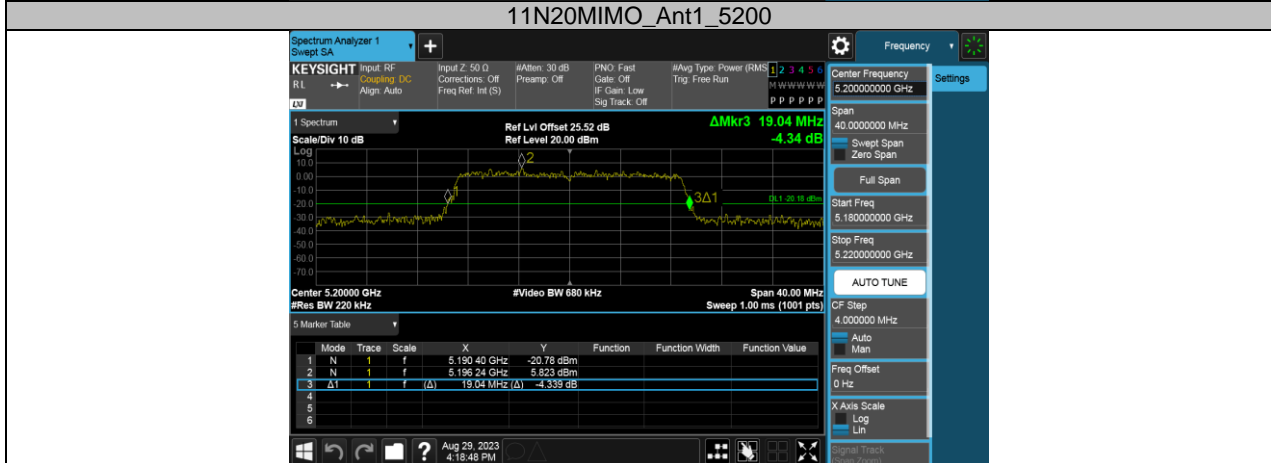 11N20MIMO_Ant1_5200
Spectrum Analyzer 1
Swept SA
+
Frequency
KEYSIGHT
RL
LXI
Input: RF
Coupling: DC
Align: Auto
Input Z: 50 Ω
Corrections: Off
Freq Ref: Int (S)
#Atten: 30 dB
Preamp: Off
PNO: Fast
Gate: Off
IF Gain: Low
Sig Track: Off
#Avg Type: Power (RMS
Trig: Free Run
1 2 3 4 5 6
M W W W W W
P P P P P P
1 Spectrum
Scale/Div 10 dB
Ref Lvl Offset 25.52 dB
Ref Level 20.00 dBm
ΔMkr3 19.04 MHz
-4.34 dB
Log
10.0
0.00
-10.0
-20.0
-30.0
-40.0
-50.0
-60.0
-70.0
2
3Δ1
DL1 -20.18 dBm
Center 5.20000 GHz
#Res BW 220 kHz
#Video BW 680 kHz
Span 40.00 MHz
Sweep 1.00 ms (1001 pts)
5 Marker Table
Mode Trace Scale X Y Function Function Width Function Value
1 N 1 f 5.190 40 GHz -20.78 dBm
2 N 1 f 5.196 24 GHz 5.823 dBm
3 Δ1 1 f (Δ) 19.04 MHz (Δ) -4.339 dB
4
5
6
?
Aug 29, 2023
4:18:48 PM
Center Frequency
5.200000000 GHz
Settings
Span
40.0000000 MHz
Swept Span
Zero Span
Full Span
Start Freq
5.180000000 GHz
Stop Freq
5.220000000 GHz
AUTO TUNE
CF Step
4.000000 MHz
Auto
Man
Freq Offset
0 Hz
X Axis Scale
Log
Lin
Signal Track
(Span Zoom)